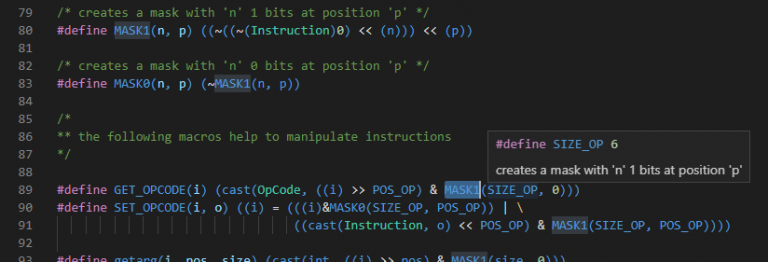 79 /* creates a mask with 'n' 1 bits at position 'p' */
80 #define MASK1(n, p) ((~((~(Instruction)0) << (n))) << (p))
81
82 /* creates a mask with 'n' 0 bits at position 'p' */
83 #define MASK0(n, p) (~MASK1(n, p))
84
85 /*
86 ** the following macros help to manipulate instructions
87 */
#define SIZE_OP 6
creates a mask with 'n' 1 bits at position 'p'
88
89 #define GET_OPCODE(i) (cast(OpCode, ((i) >> POS_OP) & MASK1(SIZE_OP, 0)))
90 #define SET_OPCODE(i, o) ((i) = (((i)&MASK0(SIZE_OP, POS_OP)) | \
91 ((cast(Instruction, o) << POS_OP) & MASK1(SIZE_OP, POS_OP))))
92
93 #define getarg(i, pos, size) (cast(int, ((i) >> pos) & MASK1(size, 0)))